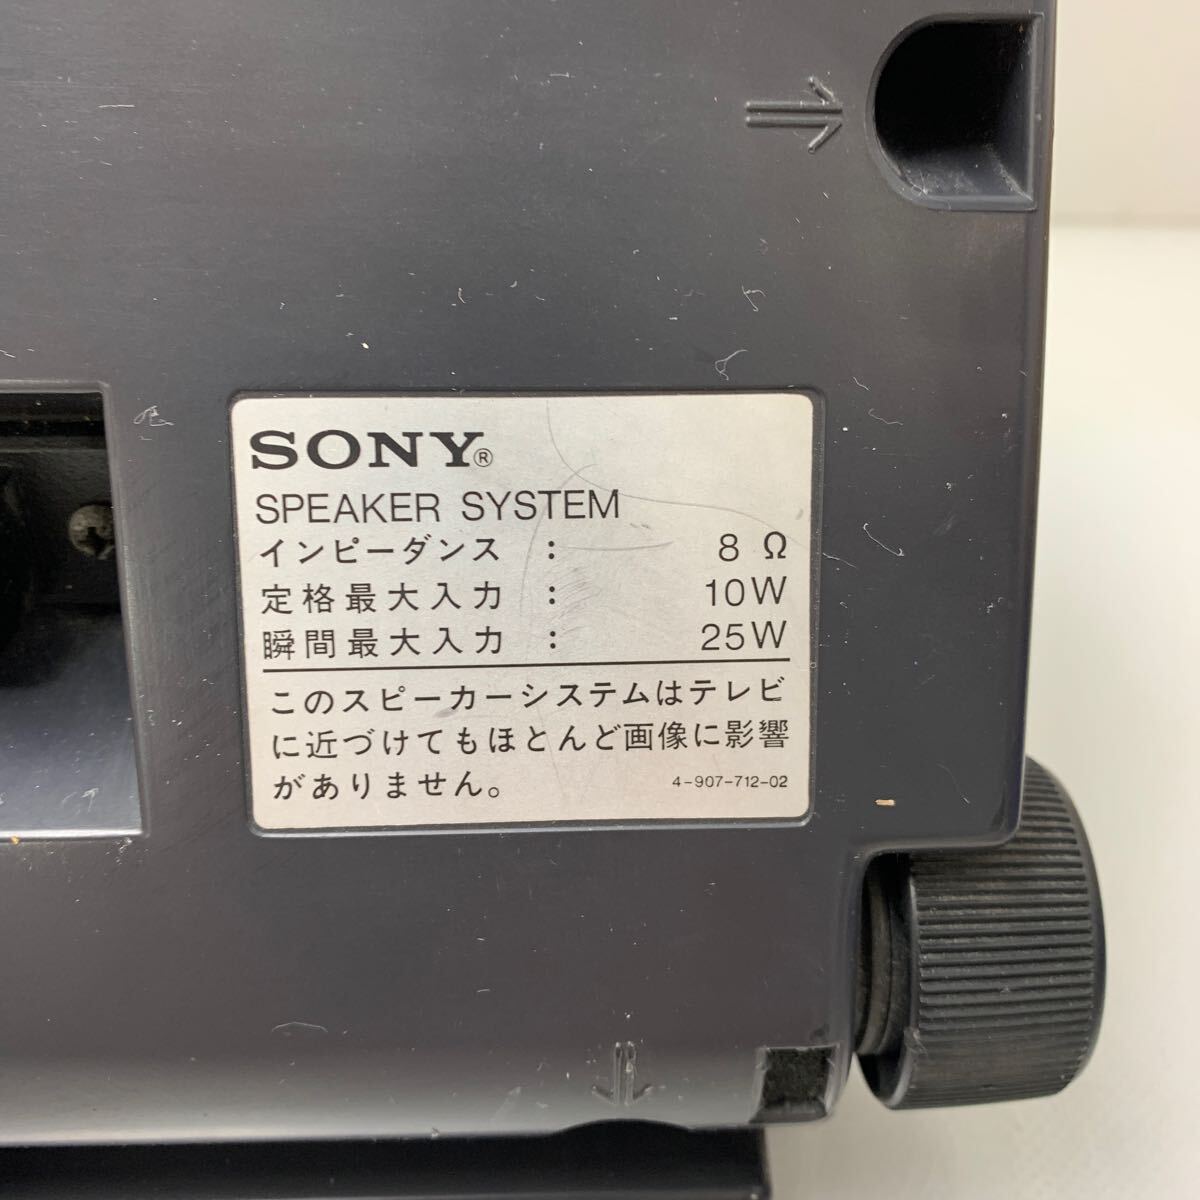 SONY®
SPEAKER SYSTEM
インピーダンス : 8 Ω
定格最大入力 : 10W
瞬間最大入力 : 25W
このスピーカーシステムはテレビ
に近づけてもほとんど画像に影響
がありません。 4-907-712-02